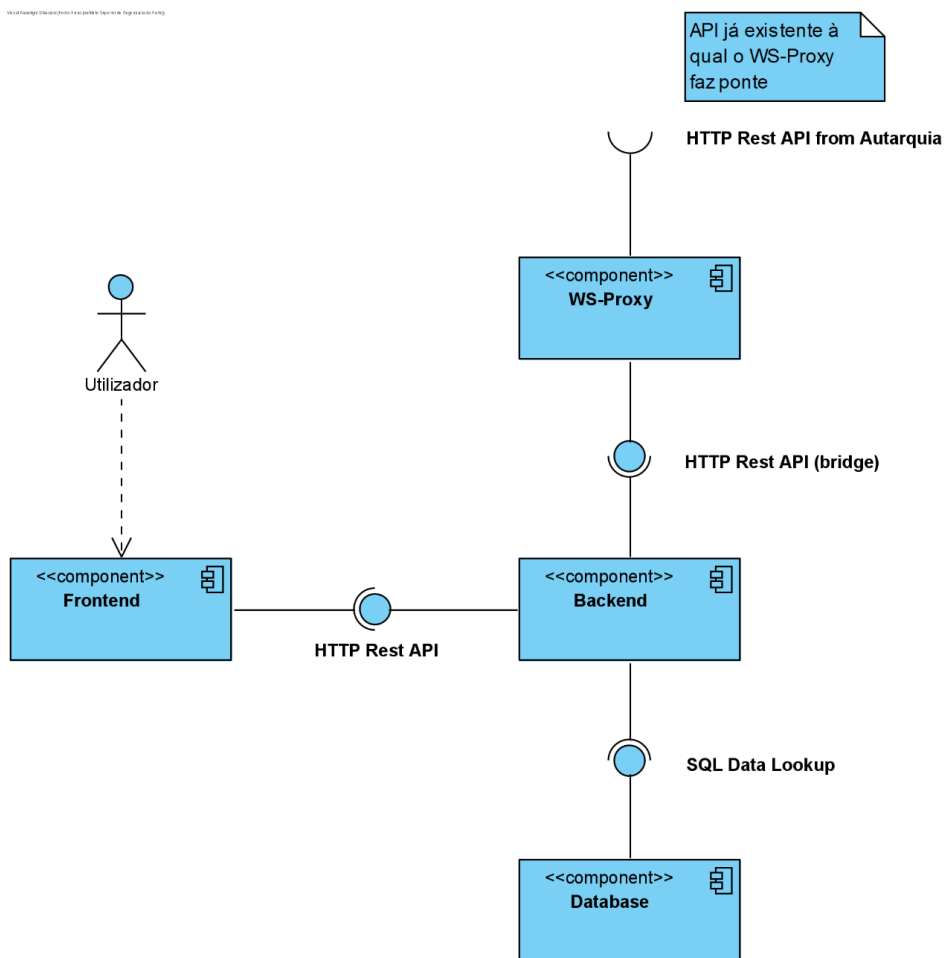 API já existente à
qual o WS-Proxy
faz ponte
HTTP Rest API from Autarquia
<<component>>
WS-Proxy
Utilizador
HTTP Rest API (bridge)
<<component>>
Frontend
<<component>>
Backend
HTTP Rest API
SQL Data Lookup
<<component>>
Database